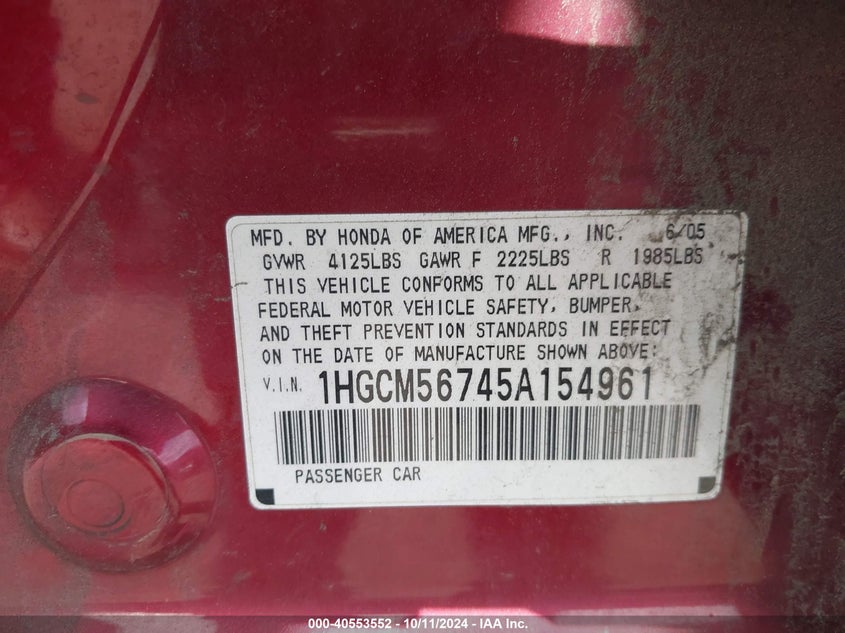 MFD. BY HONDA OF AMERICA MFG., INC. 6/05
GVWR 4125LBS GAWR F 2225LBS R 1985LBS
THIS VEHICLE CONFORMS TO ALL APPLICABLE
FEDERAL MOTOR VEHICLE SAFETY, BUMPER,
AND THEFT PREVENTION STANDARDS IN EFFECT
ON THE DATE OF MANUFACTURE SHOWN ABOVE:
V.I.N. 1HGCM56745A154961
PASSENGER CAR
000-40553552 - 10/11/2024 - IAA Inc.